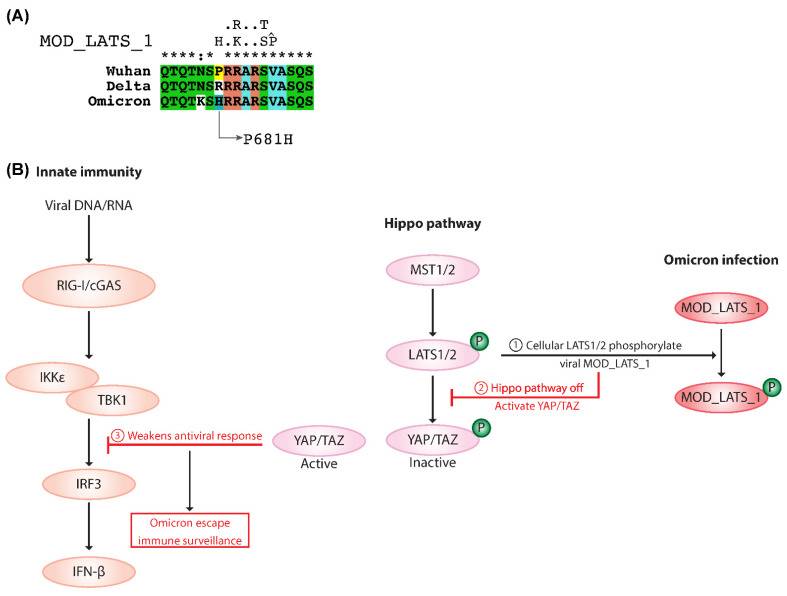 (A)
.R..T
MOD_LATS_1 H.K..SP̂
****:* **********
Wuhan QTQTNSPRRARSVASQS
Delta QTQTNSRRRARSVASQS
Omicron QTQTKSHRRARSVASQS
P681H
(B) Innate immunity
Viral DNA/RNA
RIG-I/cGAS
IKKε
TBK1
IRF3
IFN-β
③ Weakens antiviral response
Omicron escape
immune surveillance
YAP/TAZ
Active
Hippo pathway
MST1/2
LATS1/2
P
YAP/TAZ
P
Inactive
① Cellular LATS1/2 phosphorylate
viral MOD_LATS_1
② Hippo pathway off
Activate YAP/TAZ
Omicron infection
MOD_LATS_1
MOD_LATS_1
P